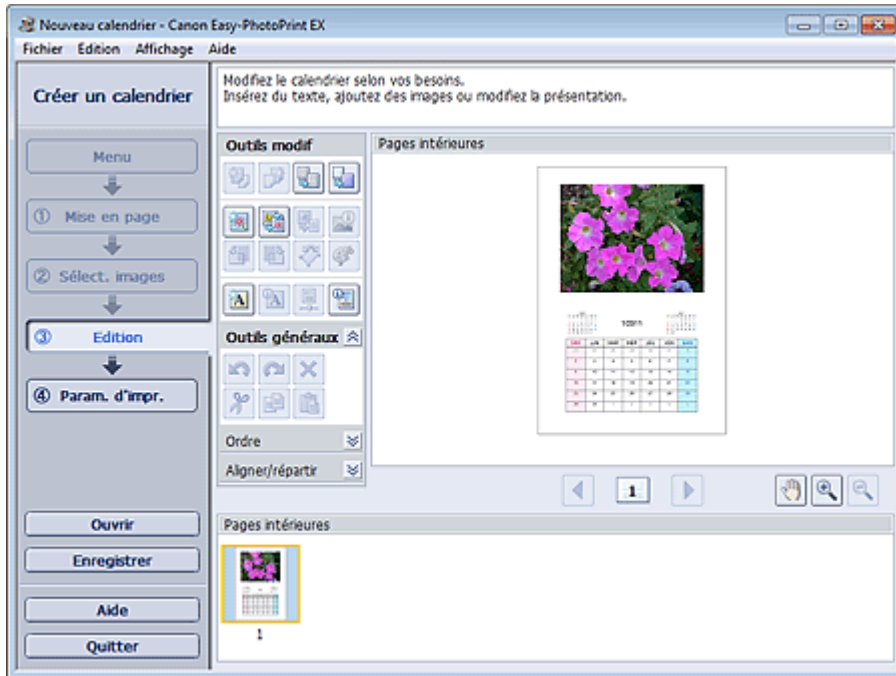 Nouveau calendrier - Canon Easy-PhotoPrint EX
Fichier Edition Affichage Aide
Créer un calendrier
Modifiez le calendrier selon vos besoins.
Insérez du texte, ajoutez des images ou modifiez la présentation.
Menu
① Mise en page
② Sélect. images
③ Edition
④ Param. d'impr.
Ouvrir
Enregistrer
Aide
Quitter
Outils modif
Outils généraux
Ordre
Aligner/répartir
Pages intérieures
1
Pages intérieures
1